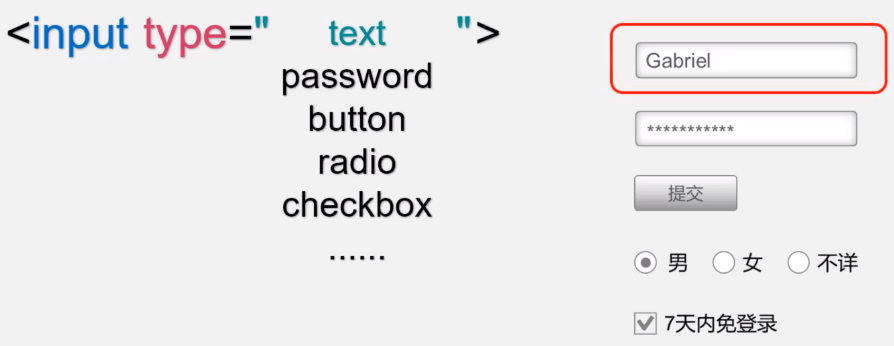 <input type=" text ">
password
button
radio
checkbox
......
Gabriel
***********
提交
男 女 不详
7天内免登录